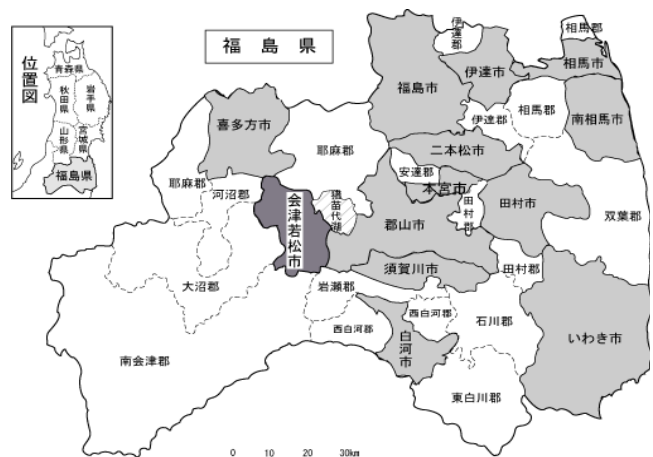 福島県
位置図
青森県
秋田県
岩手県
山形県
宮城県
福島県
伊達郡
相馬郡
相馬市
伊達市
福島市
喜多方市
耶麻郡
伊達郡
相馬郡
南相馬市
二本松市
安達郡
本宮市
耶麻郡
河沼郡
会津若松市
猪苗代湖
郡山市
田村郡
田村市
双葉郡
大沼郡
須賀川市
田村郡
岩瀬郡
西白河郡
西白河郡
石川郡
いわき市
白河市
南会津郡
東白川郡
0 10 20 30km